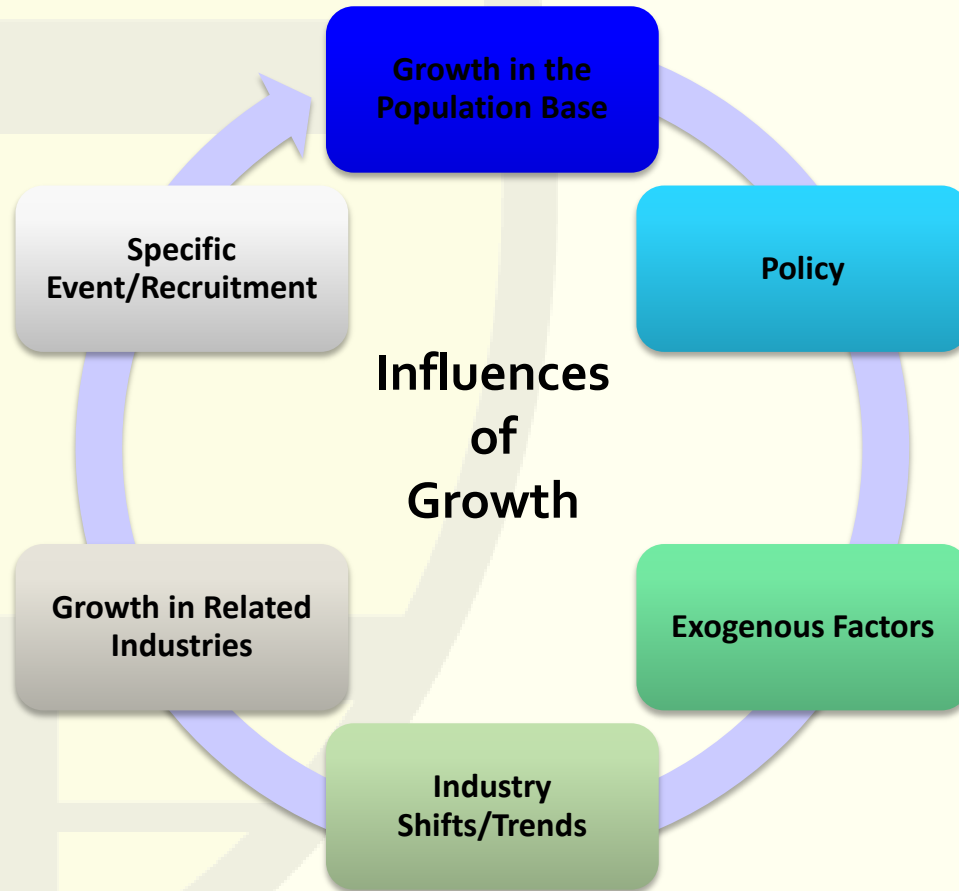 Growth in the
Population Base
Policy
Exogenous Factors
Industry
Shifts/Trends
Growth in Related
Industries
Specific
Event/Recruitment
Influences
of
Growth